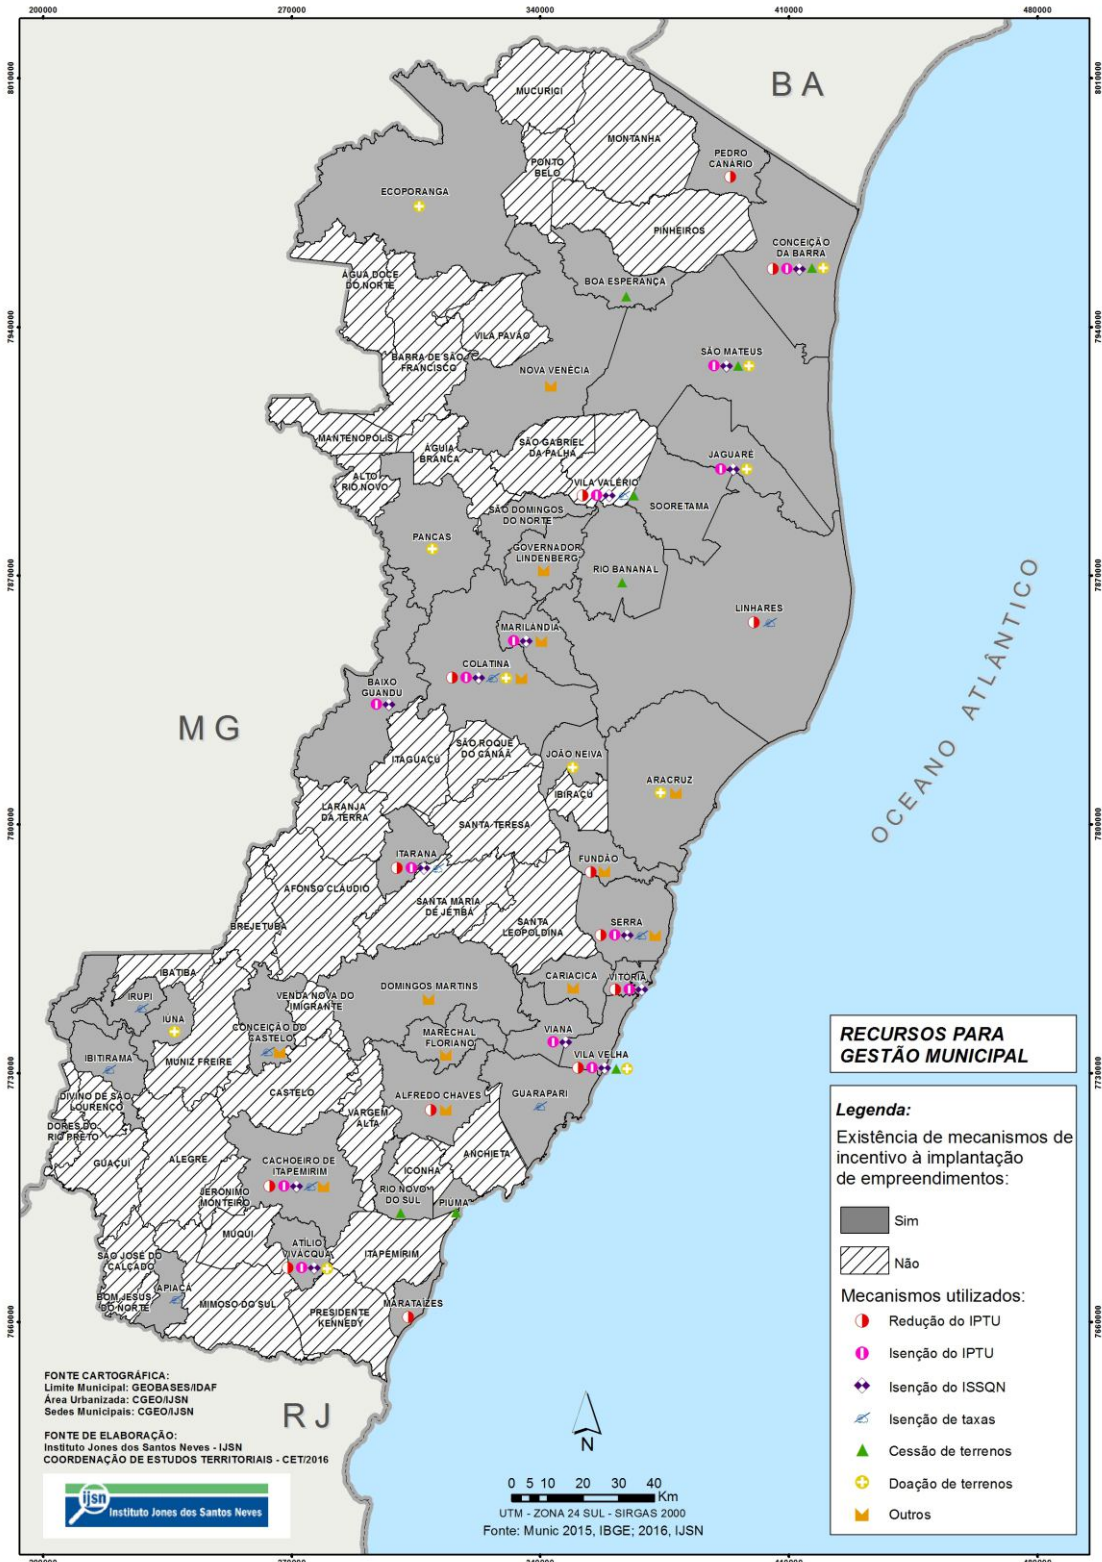 200000 270000 340000 410000 480000
8010000
8010000
B A
MUCURICI
MONTANHA
PEDRO
CANÁRIO
PONTO
BELO
ECOPORANGA
PINHEIROS
CONCEIÇÃO
DA BARRA
ÁGUA DOCE
DO NORTE
BOA ESPERANÇA
7940000
7940000
VILA PAVÃO
SÃO MATEUS
BARRA DE SÃO
FRANCISCO
NOVA VENÉCIA
MANTENÓPOLIS
ÁGUIA
BRANCA
SÃO GABRIEL
DA PALHA
JAGUARÉ
ALTO
RIO NOVO
VILA VALÉRIO
SOORETAMA
SÃO DOMINGOS
DO NORTE
PANCAS
GOVERNADOR
LINDENBERG
RIO BANANAL
7870000
7870000
LINHARES
MARILANDIA
COLATINA
BAIXO
GUANDU
OCEANO ATLÂNTICO
M G
SÃO ROQUE
DO CANAÃ
ITAGUAÇU
JOÃO NEIVA
ARACRUZ
IBIRAÇU
LARANJA
DA TERRA
7800000
7800000
SANTA TERESA
ITARANA
FUNDÃO
AFONSO CLÁUDIO
SANTA MARIA
DE JETIBÁ
BREJETUBA
SANTA
LEOPOLDINA
SERRA
IBATIBA
CARIACICA
VITÓRIA
DOMINGOS MARTINS
IRUPI
VENDA NOVA DO
IMIGRANTE
IUNA
CONCEIÇÃO DO
CASTELO
MARECHAL
FLORIANO
VIANA
IBITIRAMA
MUNIZ FREIRE
VILA VELHA
7730000
7730000
CASTELO
GUARAPARI
DIVINO DE SÃO
LOURENÇO
ALFREDO CHAVES
VARGEM
ALTA
DORES DO
RIO PRETO
ANCHIETA
GUAÇUÍ
ALEGRE
CACHOEIRO DE
ITAPEMIRIM
ICONHA
JERÔNIMO
MONTEIRO
RIO NOVO
DO SUL
PIUMA
MUQUI
ATÍLIO
VIVÁCQUA
ITAPEMIRIM
SÃO JOSÉ DO
CALÇADO
APIACÁ
BOM JESUS
DO NORTE
MIMOSO DO SUL
PRESIDENTE
KENNEDY
MARATAÍZES
7660000
7660000
RECURSOS PARA
GESTÃO MUNICIPAL
Legenda:
Existência de mecanismos de
incentivo à implantação
de empreendimentos:
Sim
Não
Mecanismos utilizados:
Redução do IPTU
Isenção do IPTU
Isenção do ISSQN
Isenção de taxas
Cessão de terrenos
Doação de terrenos
Outros
FONTE CARTOGRÁFICA:
Limite Municipal: GEOBASES/IDAF
Área Urbanizada: CGEO/IJSN
Sedes Municipais: CGEO/IJSN
R J
FONTE DE ELABORAÇÃO:
Instituto Jones dos Santos Neves - IJSN
COORDENAÇÃO DE ESTUDOS TERRITORIAIS - CET/2016
ijsn Instituto Jones dos Santos Neves
N
0 5 10 20 30 40
Km
UTM - ZONA 24 SUL - SIRGAS 2000
Fonte: Munic 2015, IBGE; 2016, IJSN